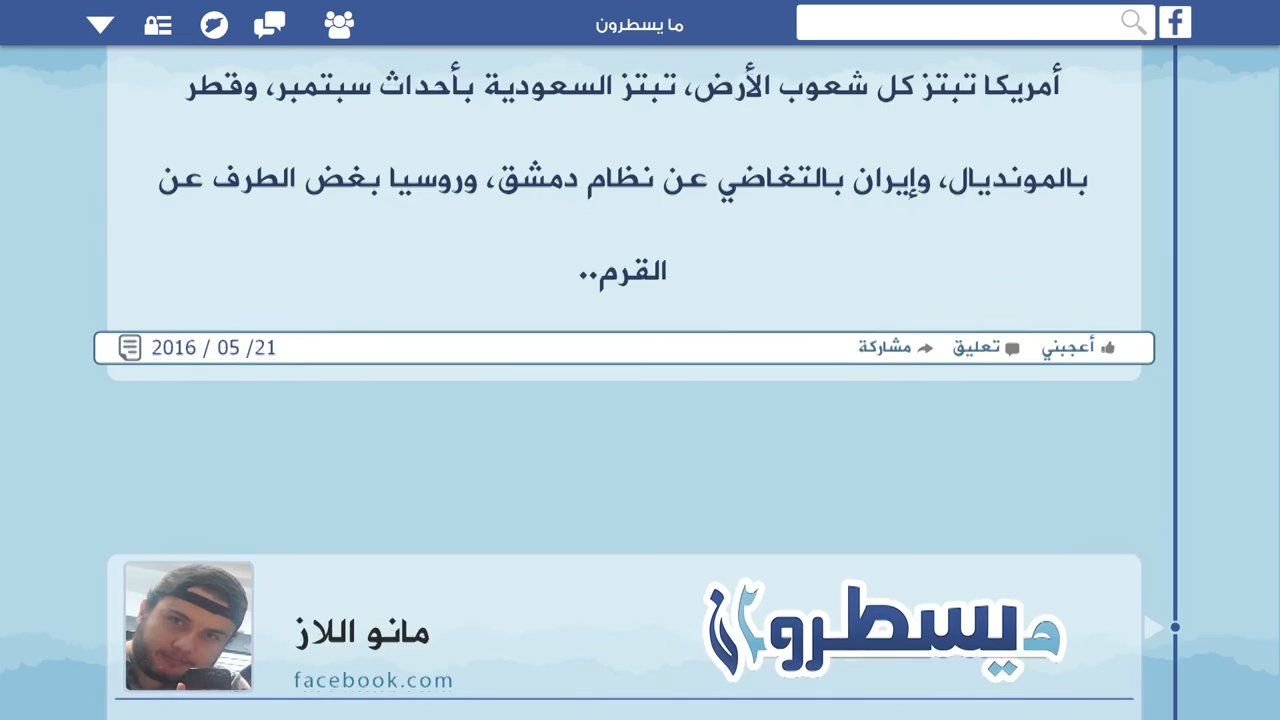 ما يسطرون
أمريكا تبتز كل شعوب الأرض، تبتز السعودية بأحداث سبتمبر، وقطر
بالمونديال، وإيران بالتغاضي عن نظام دمشق، وروسيا بغض الطرف عن
القرم..
أعجبني تعليق مشاركة 2016 / 05 /21
ما يسطرون
مانو اللاز
facebook.com